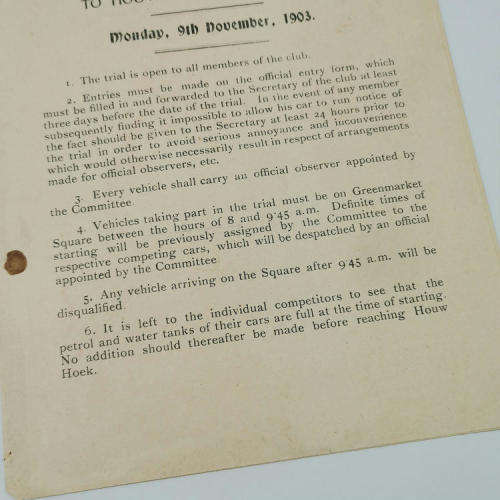 TO HOU
Monday, 9th November, 1903.
1. The trial is open to all members of the club.
2. Entries must be made on the official entry form, which
must be filled in and forwarded to the Secretary of the club at least
three days before the date of the trial. In the event of any member
subsequently finding it impossible to allow his car to run notice of
the fact should be given to the Secretary at least 24 hours prior to
the trial in order to avoid serious annoyance and inconvenience
which would otherwise necessarily result in respect of arrangements
made for official observers, etc.
3. Every vehicle shall carry an official observer appointed by
the Committee.
4. Vehicles taking part in the trial must be on Greenmarket
Square between the hours of 8 and 9·45 a.m. Definite times of
starting will be previously assigned by the Committee to the
respective competing cars, which will be despatched by an official
appointed by the Committee
5. Any vehicle arriving on the Square after 9 45 a.m. will be
disqualified.
6. It is left to the individual competitors to see that the
petrol and water tanks of their cars are full at the time of starting.
No addition should thereafter be made before reaching Houw
Hoek.